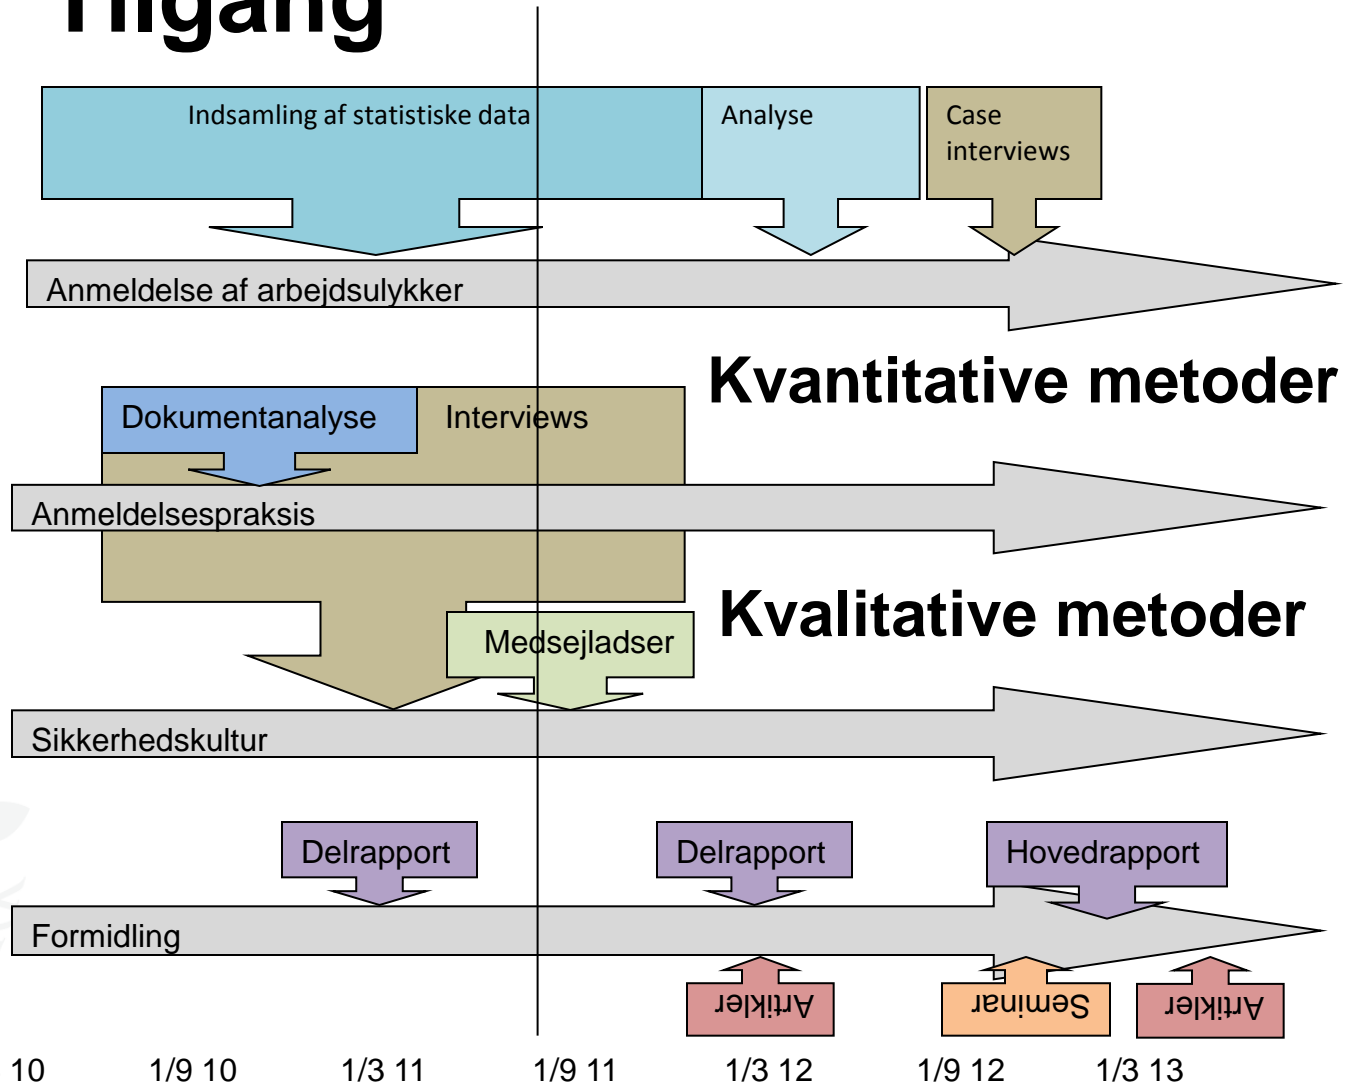 Tilgang
Indsamling af statistiske data
Analyse
Case
interviews
Anmeldelse af arbejdsulykker
Kvantitative metoder
Dokumentanalyse
Interviews
Anmeldelsespraksis
Kvalitative metoder
Medsejladser
Sikkerhedskultur
Delrapport
Delrapport
Hovedrapport
Formidling
Artikler
Seminar
Artikler
10 1/9 10 1/3 11 1/9 11 1/3 12 1/9 12 1/3 13